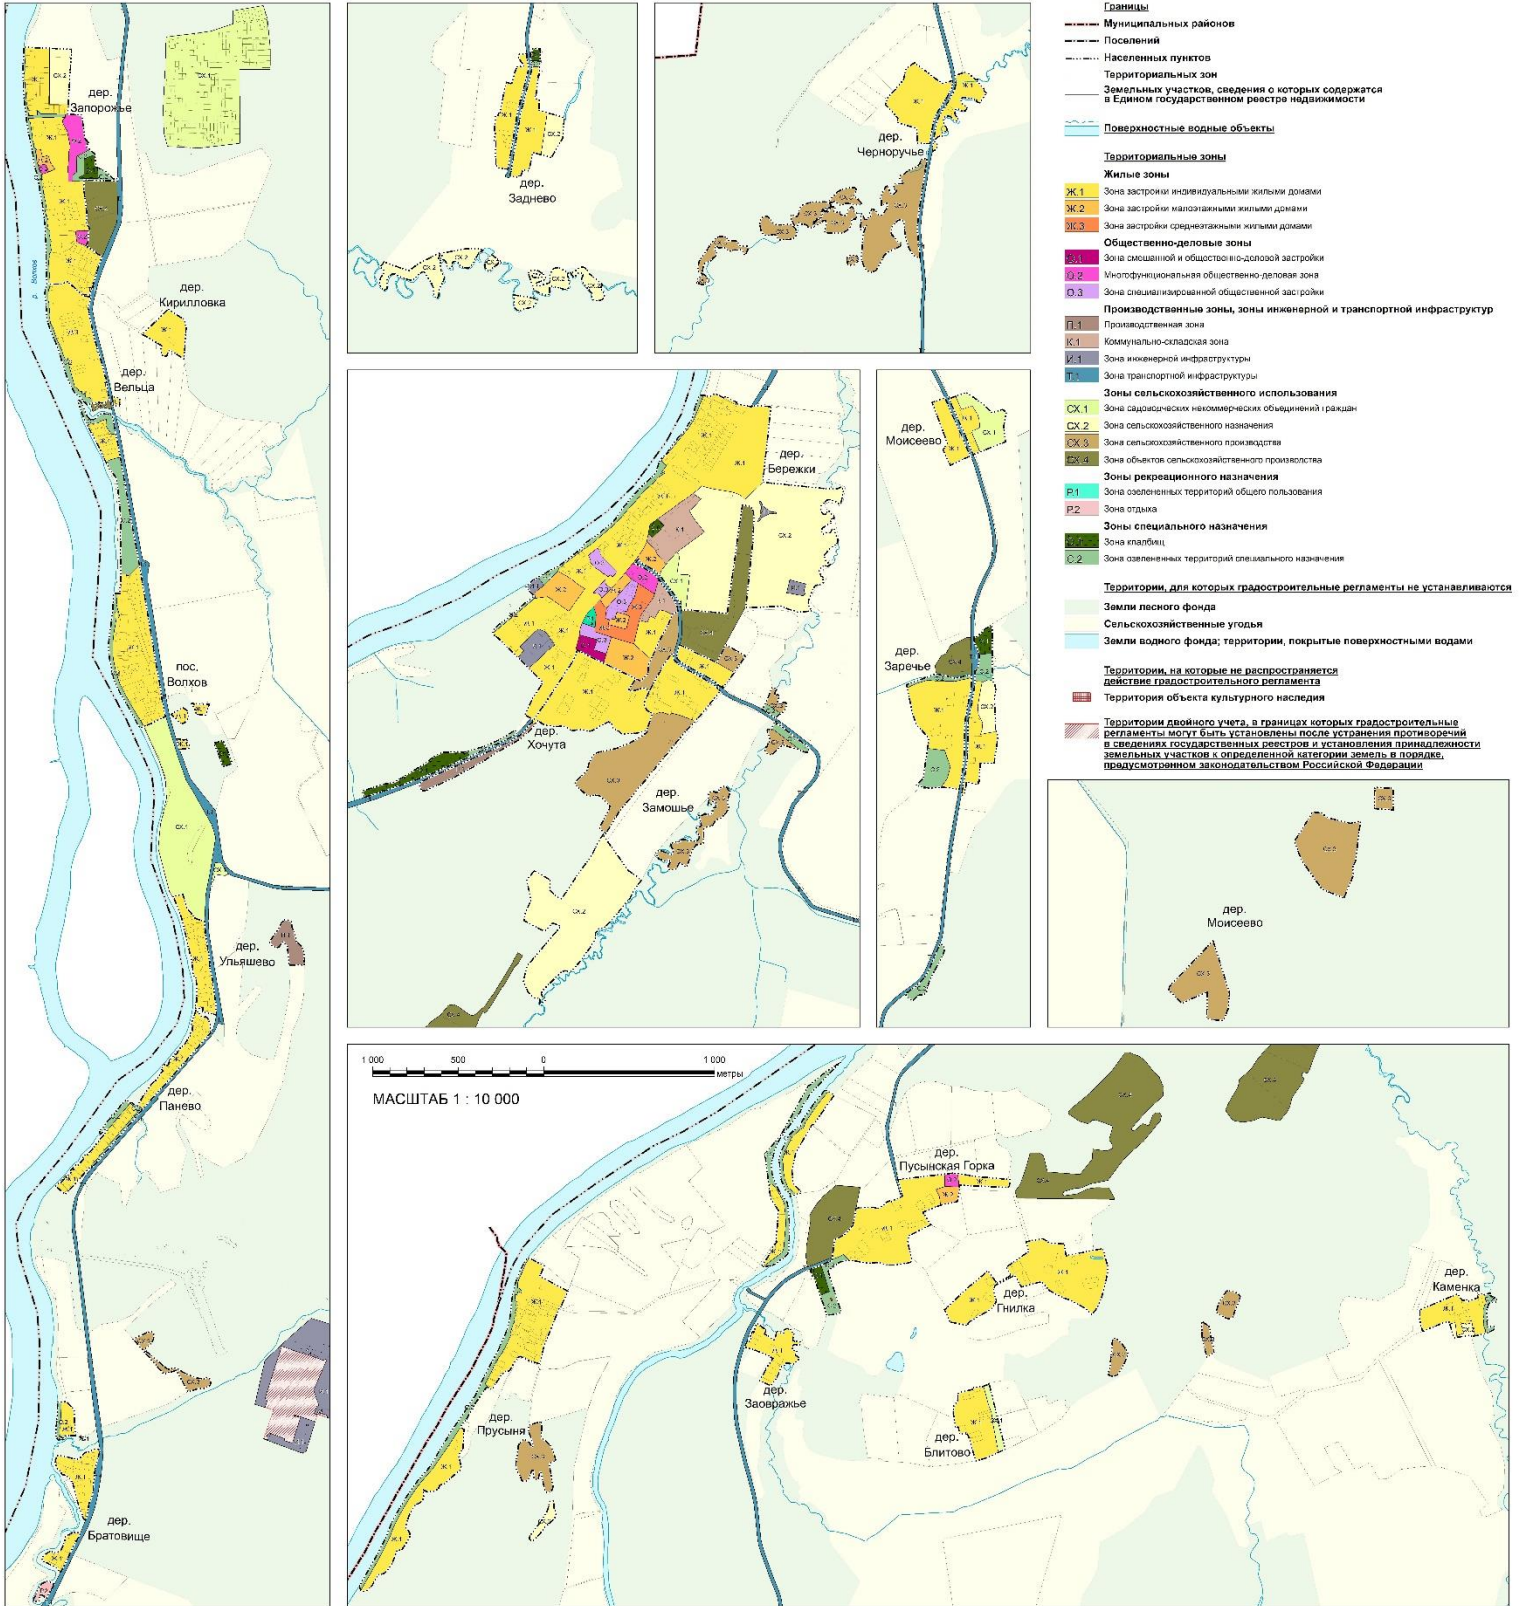 дер.
Запорожье
р. Волхов
дер.
Кирилловка
дер.
Вельца
пос.
Волхов
дер.
Ульяшево
дер.
Панево
дер.
Братовище
дер.
Заднево
дер.
Черноручье
дер.
Бережки
дер.
Хочута
дер.
Замошье
дер.
Моисеево
дер.
Заречье
дер.
Моисеево
1 000 500 0 1 000
метры
МАСШТАБ 1 : 10 000
дер.
Пусынская Горка
дер.
Гнилка
дер.
Каменка
дер.
Заовражье
дер.
Прусыня
дер.
Блитово
Границы
Муниципальных районов
Поселений
Населенных пунктов
Территориальных зон
Земельных участков, сведения о которых содержатся
в Едином государственном реестре недвижимости
Поверхностные водные объекты
Территориальные зоны
Жилые зоны
Ж.1 Зона застройки индивидуальными жилыми домами
Ж.2 Зона застройки малоэтажными жилыми домами
Ж.3 Зона застройки среднеэтажными жилыми домами
Общественно-деловые зоны
О.1 Зона смешанной и общественно-деловой застройки
О.2 Многофункциональная общественно-деловая зона
О.3 Зона специализированной общественной застройки
Производственные зоны, зоны инженерной и транспортной инфраструктур
П.1 Производственная зона
К.1 Коммунально-складская зона
И.1 Зона инженерной инфраструктуры
Т.1 Зона транспортной инфраструктуры
Зоны сельскохозяйственного использования
СХ.1 Зона садоводческих некоммерческих объединений граждан
СХ.2 Зона сельскохозяйственного назначения
СХ.3 Зона сельскохозяйственного производства
СХ.4 Зона объектов сельскохозяйственного производства
Зоны рекреационного назначения
Р.1 Зона озелененных территорий общего пользования
Р.2 Зона отдыха
Зоны специального назначения
Зона кладбищ
С.2 Зона озелененных территорий специального назначения
Территории, для которых градостроительные регламенты не устанавливаются
Земли лесного фонда
Сельскохозяйственные угодья
Земли водного фонда; территории, покрытые поверхностными водами
Территории, на которые не распространяется
действие градостроительного регламента
Территория объекта культурного наследия
Территории двойного учета, в границах которых градостроительные
регламенты могут быть установлены после устранения противоречий
в сведениях государственных реестров и установления принадлежности
земельных участков к определенной категории земель в порядке,
предусмотренном законодательством Российской Федерации